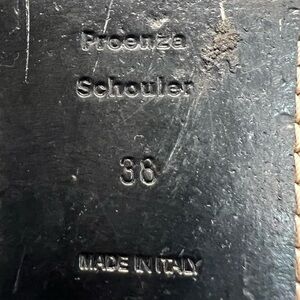 Proenza
Schouler
38
MADE IN ITALY